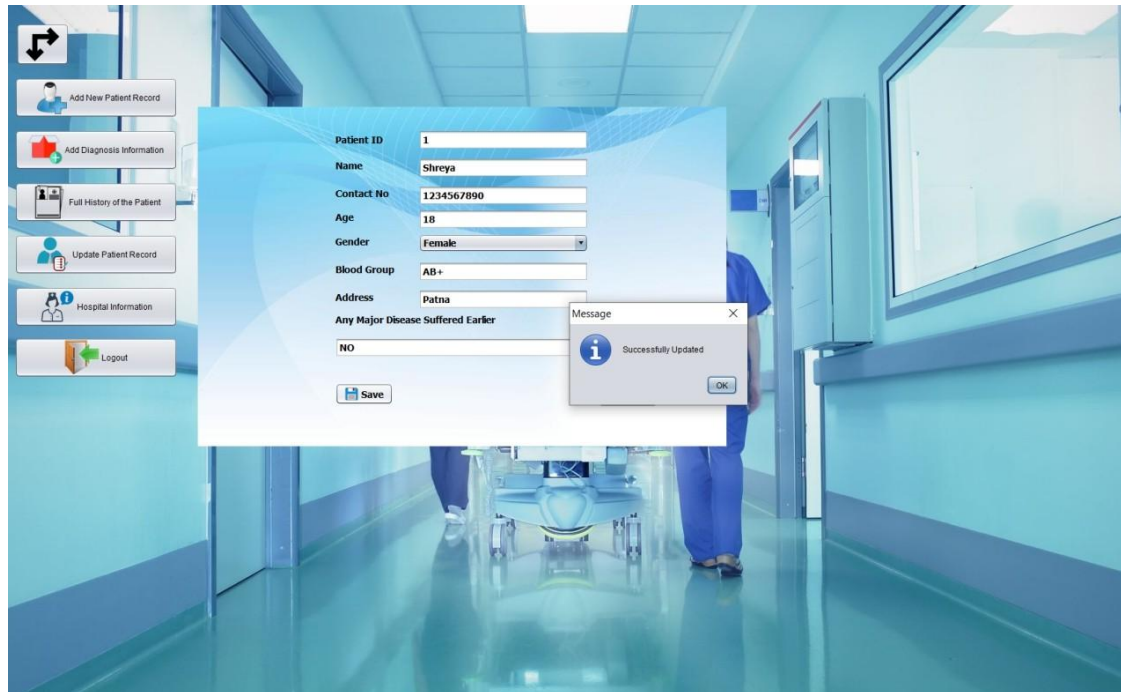 Add New Patient Record
Add Diagnosis Information
Full History of the Patient
Update Patient Record
Hospital Information
Logout
Patient ID 1
Name Shreya
Contact No 1234567890
Age 18
Gender Female
Blood Group AB+
Address Patna
Any Major Disease Suffered Earlier
NO
Save
Message
Successfully Updated
OK